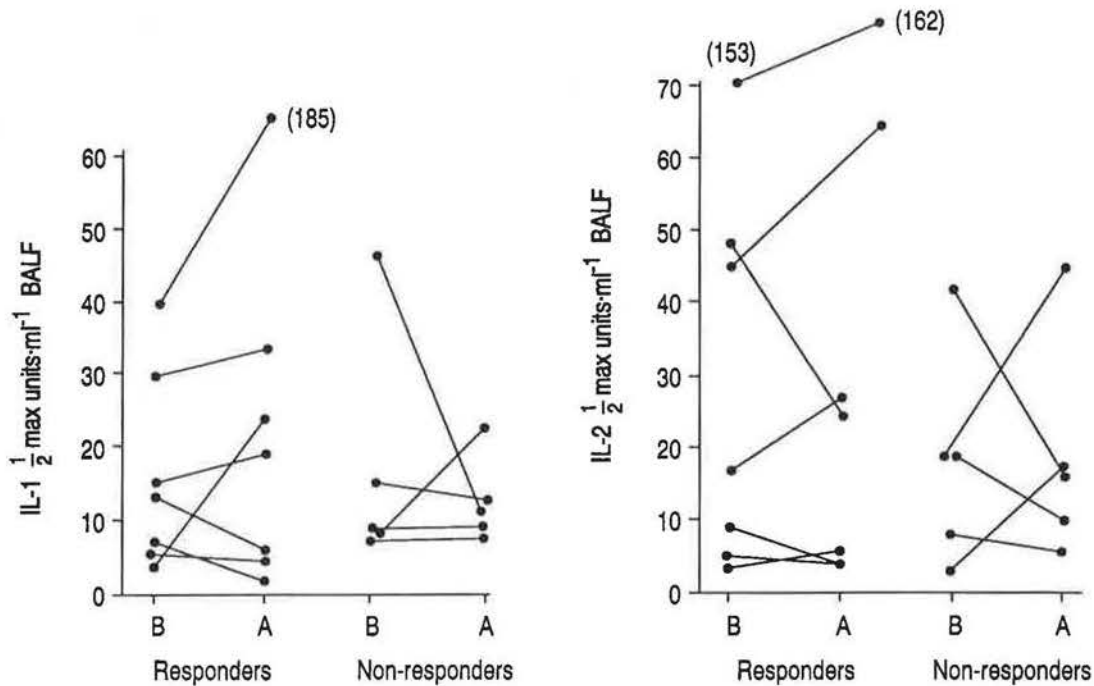 (185)
60
50
40
30
20
10
0
IL-1 1/2 max units·ml⁻¹ BALF
B A B A
Responders Non-responders
(153) (162)
70
60
50
40
30
20
10
0
IL-2 1/2 max units·ml⁻¹ BALF
B A B A
Responders Non-responders